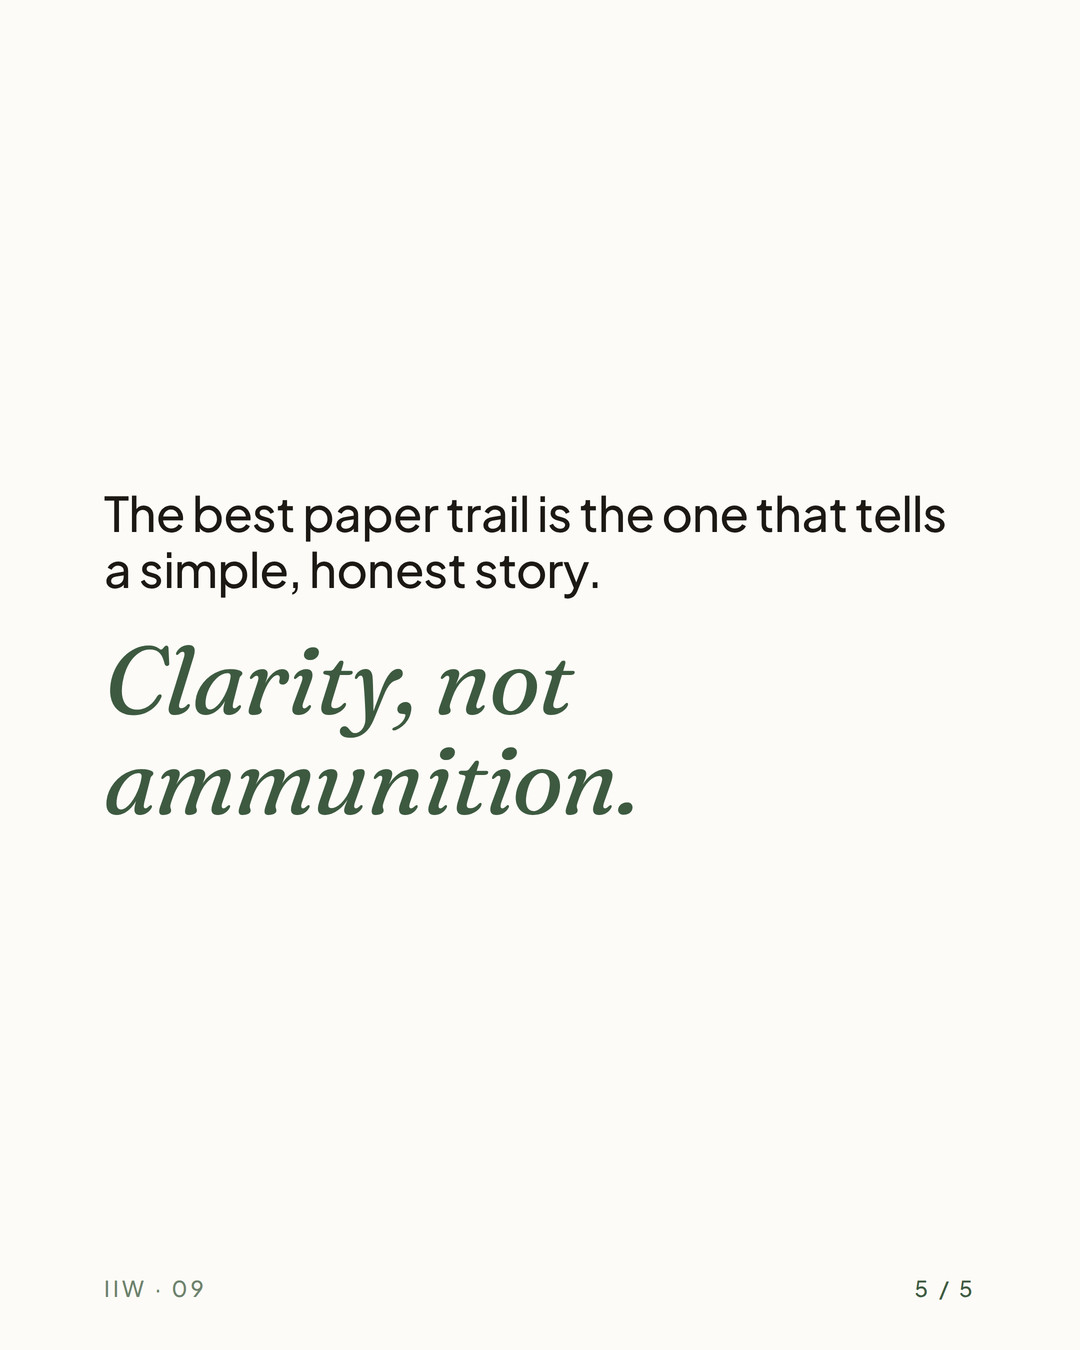 The best paper trail is the one that tells
a simple, honest story.
Clarity, not
ammunition.
IIW · 09
5 / 5